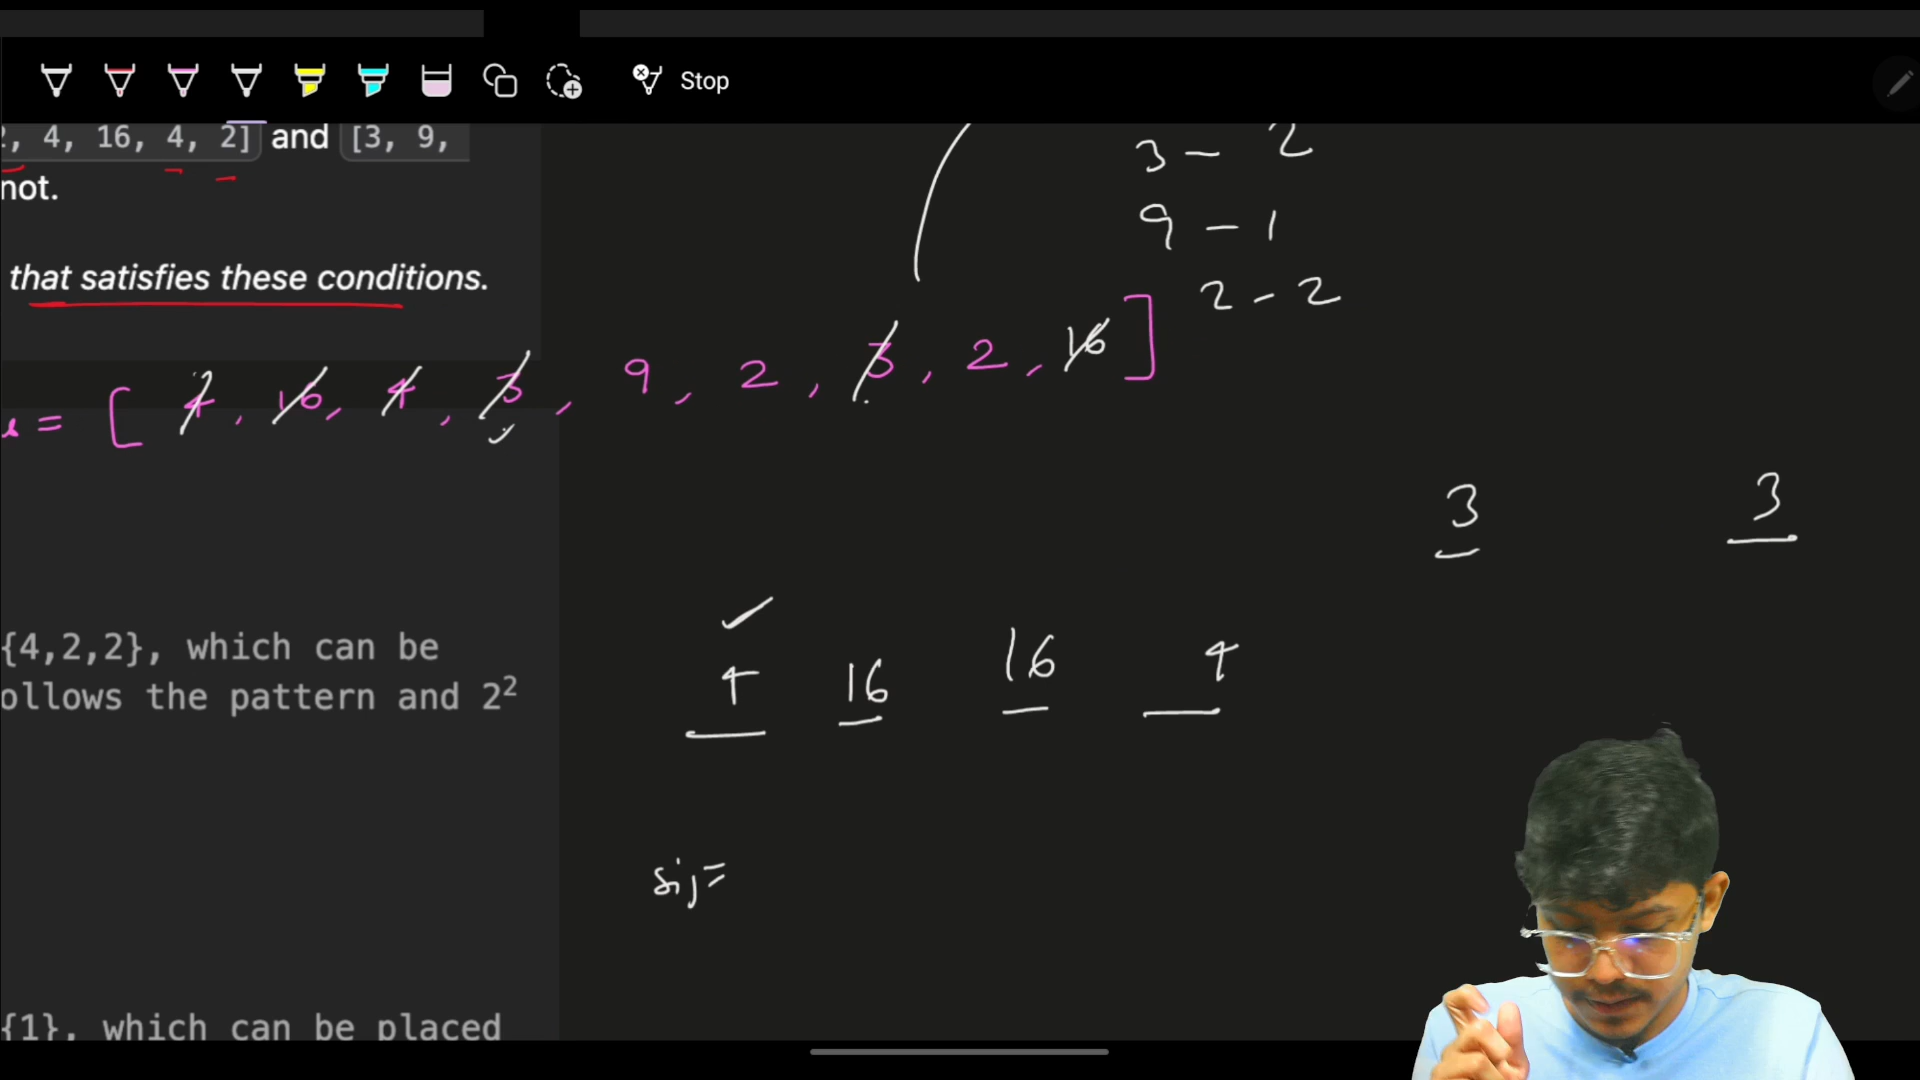 Stop
2, 4, 16, 4, 2] and [3, 9,
not.
that satisfies these conditions.
3 - 2
9 - 1
2 - 2
= [ 4, 16, 4, 3, 9, 2, 3, 2, 16 ]
3 3
4 16 16 4
{4,2,2}, which can be
ollows the pattern and 2²
{1}, which can be placed